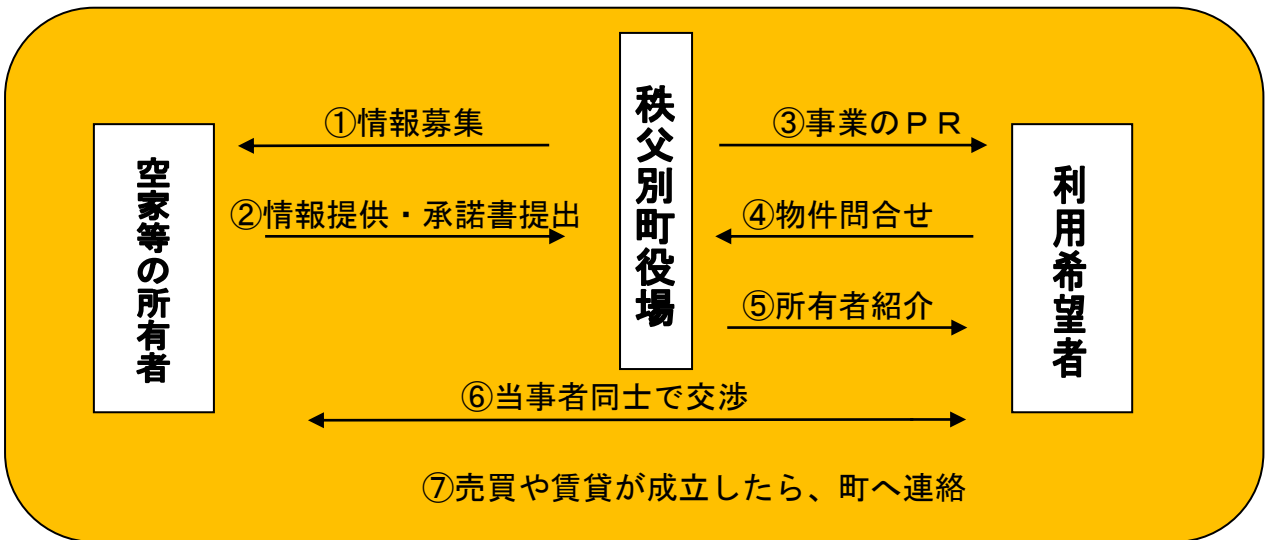 空家等の所有者
①情報募集
②情報提供・承諾書提出
秩父別町役場
③事業のＰＲ
④物件問合せ
⑤所有者紹介
利用希望者
⑥当事者同士で交渉
⑦売買や賃貸が成立したら、町へ連絡